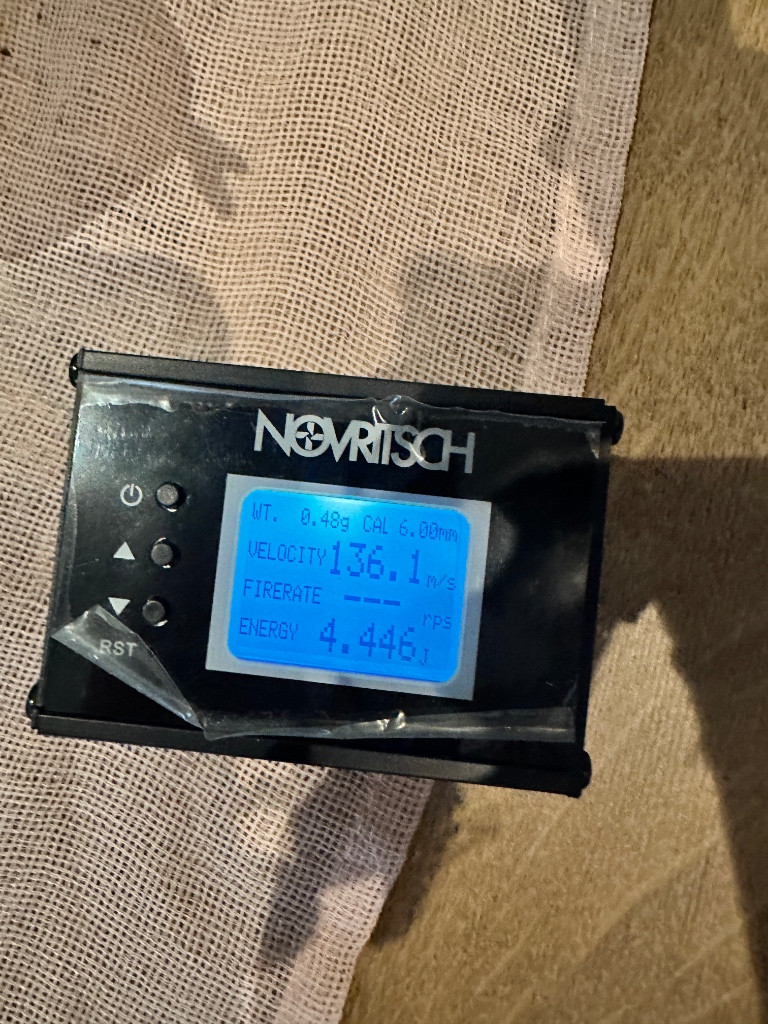 NOVRITSCH
WT. 0.48g CAL 6.00mm
VELOCITY 136.1 m/s
FIRERATE --- rps
ENERGY 4.446 J
RST